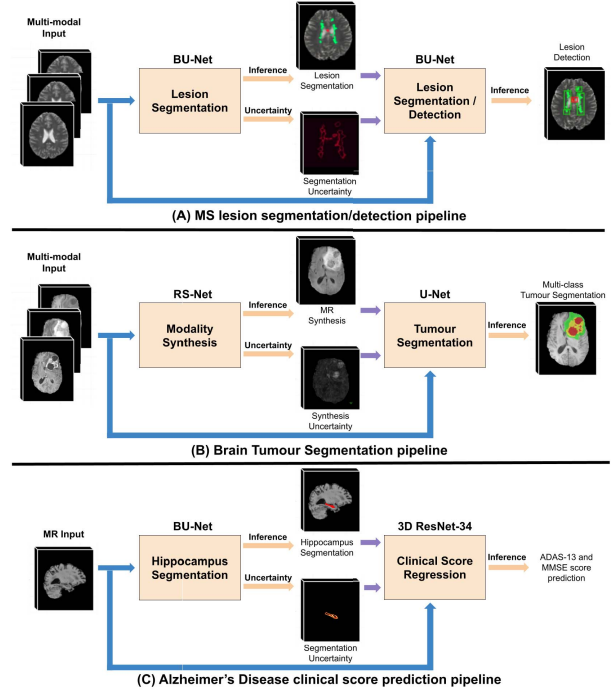 Multi-modal
Input
BU-Net
Lesion
Segmentation
Inference
Uncertainty
Lesion
Segmentation
Segmentation
Uncertainty
BU-Net
Lesion
Segmentation /
Detection
Inference
Lesion
Detection
(A) MS lesion segmentation/detection pipeline
Multi-modal
Input
RS-Net
Modality
Synthesis
Inference
Uncertainty
MR
Synthesis
Synthesis
Uncertainty
U-Net
Tumour
Segmentation
Inference
Multi-class
Tumour Segmentation
(B) Brain Tumour Segmentation pipeline
MR Input
BU-Net
Hippocampus
Segmentation
Inference
Uncertainty
Hippocampus
Segmentation
Segmentation
Uncertainty
3D ResNet-34
Clinical Score
Regression
Inference
ADAS-13 and
MMSE score
prediction
(C) Alzheimer's Disease clinical score prediction pipeline